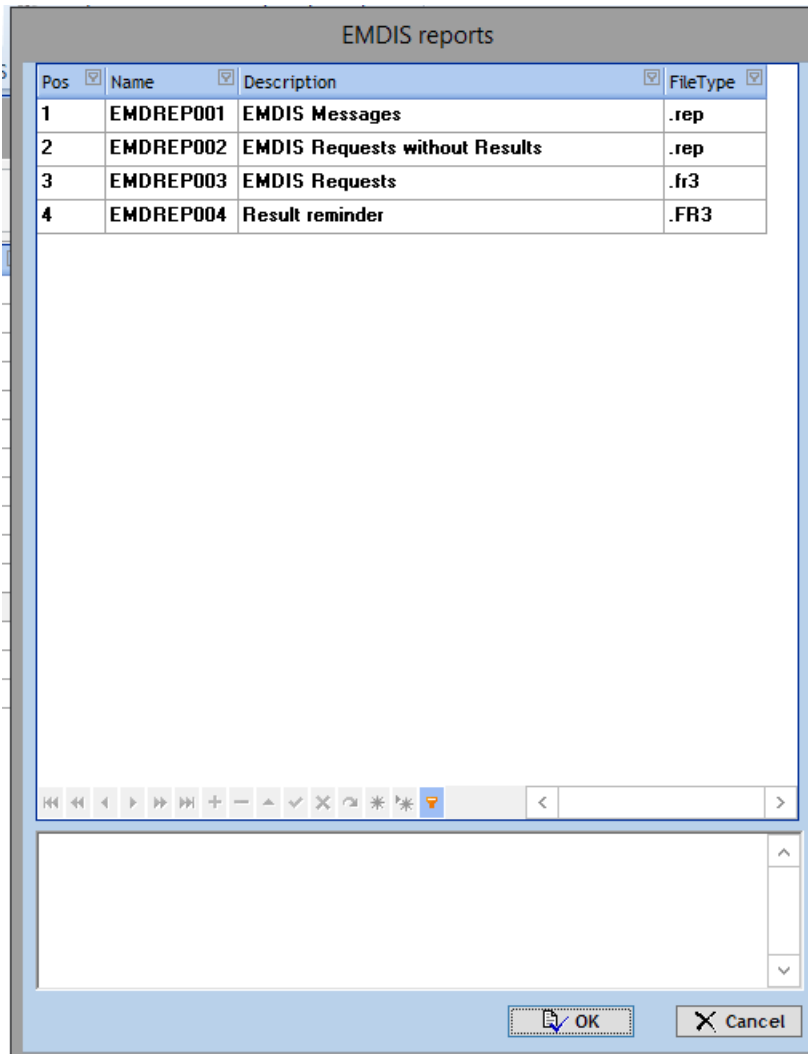 EMDIS reports
Pos Name Description FileType
1 EMDREP001 EMDIS Messages .rep
2 EMDREP002 EMDIS Requests without Results .rep
3 EMDREP003 EMDIS Requests .fr3
4 EMDREP004 Result reminder .FR3
OK Cancel